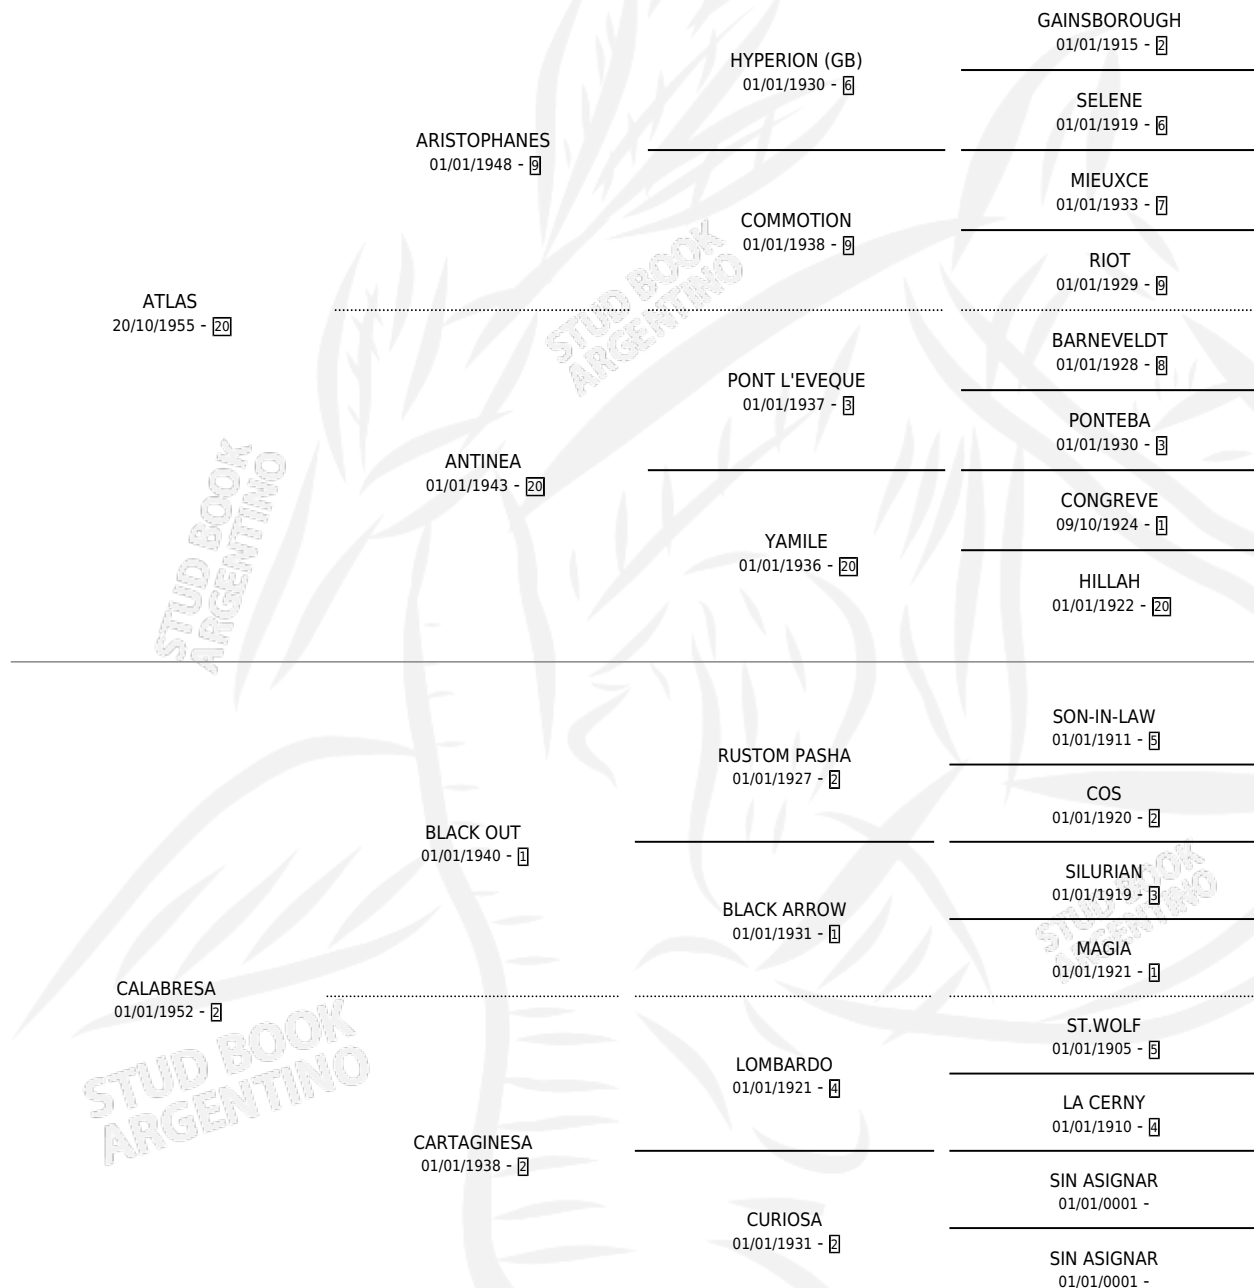 GAINSBOROUGH
01/01/1915 - 2
HYPERION (GB)
01/01/1930 - 6
SELENE
01/01/1919 - 6
ARISTOPHANES
01/01/1948 - 9
MIEUXCE
01/01/1933 - 7
COMMOTION
01/01/1938 - 9
RIOT
01/01/1929 - 9
ATLAS
20/10/1955 - 20
STUD BOOK
ARGENTINO
BARNEVELDT
01/01/1928 - 8
PONT L'EVEQUE
01/01/1937 - 3
PONTEBA
01/01/1930 - 3
ANTINEA
01/01/1943 - 20
CONGREVE
09/10/1924 - 1
YAMILE
01/01/1936 - 20
HILLAH
01/01/1922 - 20
STUD BOOK
ARGENTINO
SON-IN-LAW
01/01/1911 - 5
RUSTOM PASHA
01/01/1927 - 2
COS
01/01/1920 - 2
BLACK OUT
01/01/1940 - 1
SILURIAN
01/01/1919 - 3
BLACK ARROW
01/01/1931 - 1
STUD BOOK
ARGENTINO
MAGIA
01/01/1921 - 1
CALABRESA
01/01/1952 - 2
ST.WOLF
01/01/1905 - 5
LOMBARDO
01/01/1921 - 4
STUD BOOK
ARGENTINO
LA CERNY
01/01/1910 - 4
CARTAGINESA
01/01/1938 - 2
SIN ASIGNAR
01/01/0001 -
CURIOSA
01/01/1931 - 2
SIN ASIGNAR
01/01/0001 -